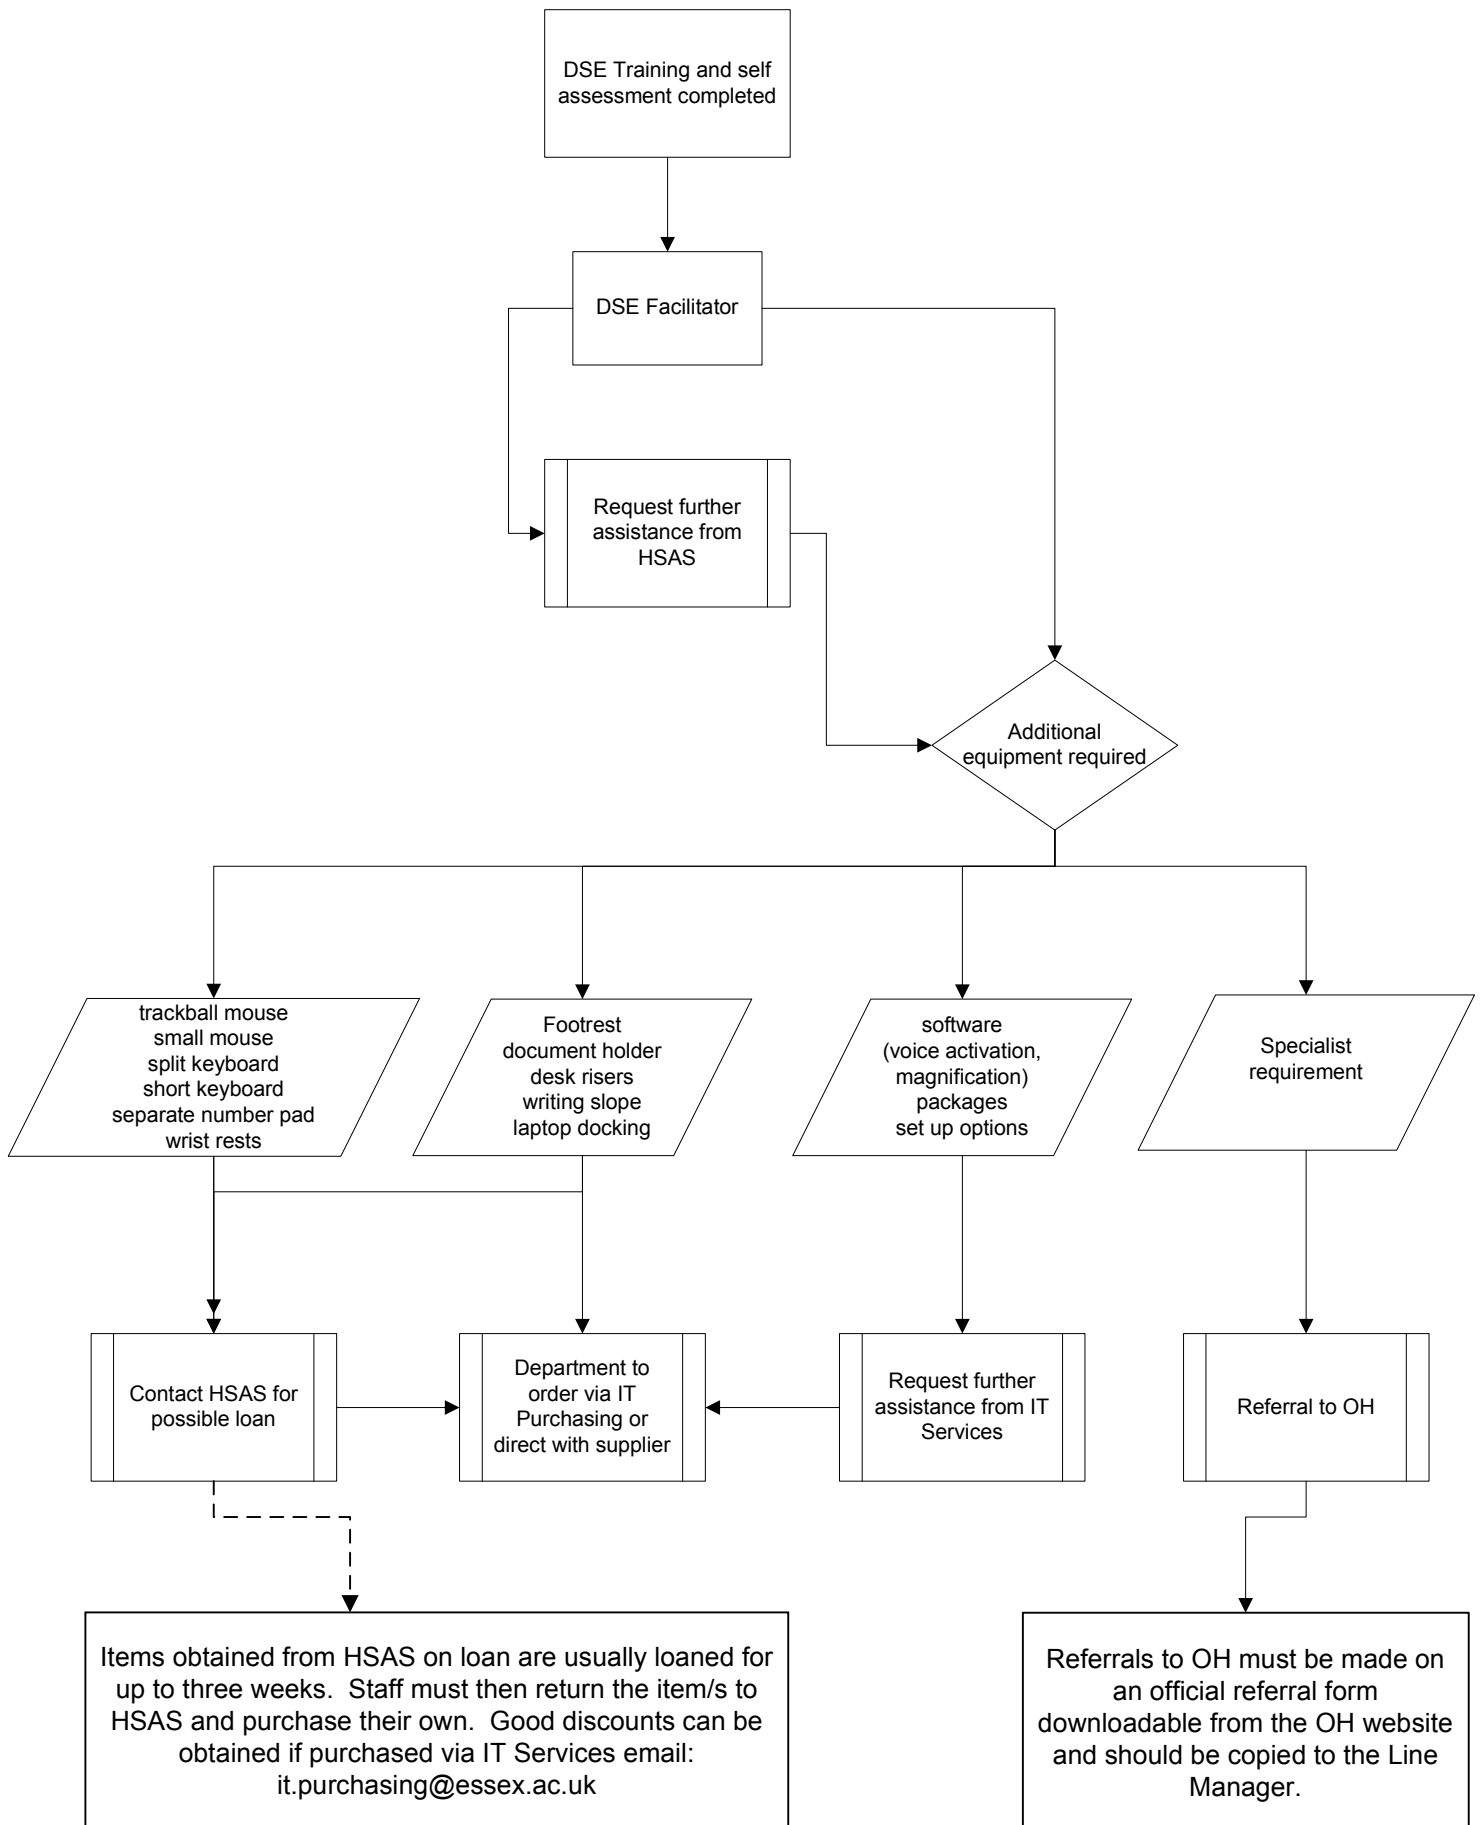 DSE Training and self
assessment completed
DSE Facilitator
Request further
assistance from
HSAS
Additional
equipment required
trackball mouse
small mouse
split keyboard
short keyboard
separate number pad
wrist rests
Footrest
document holder
desk risers
writing slope
laptop docking
software
(voice activation,
magnification)
packages
set up options
Specialist
requirement
Contact HSAS for
possible loan
Department to
order via IT
Purchasing or
direct with supplier
Request further
assistance from IT
Services
Referral to OH
Items obtained from HSAS on loan are usually loaned for
up to three weeks.  Staff must then return the item/s to
HSAS and purchase their own.  Good discounts can be
obtained if purchased via IT Services email:
it.purchasing@essex.ac.uk
Referrals to OH must be made on
an official referral form
downloadable from the OH website
and should be copied to the Line
Manager.